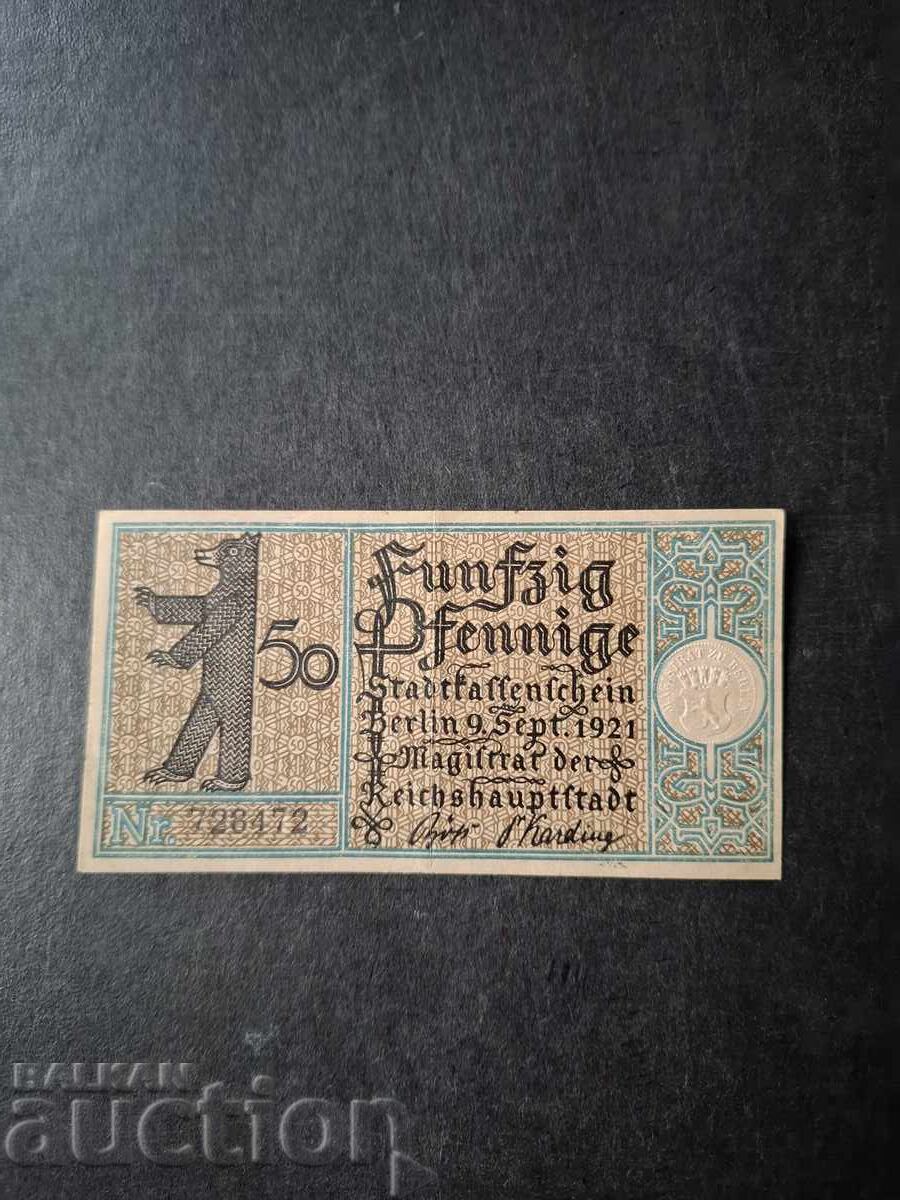 50
Funfzig
Pfennige
Stadtkassenschein
Berlin 9. Sept. 1921
Magistrat der
Reichshauptstadt
Nr. 728472
BALKAN
auction